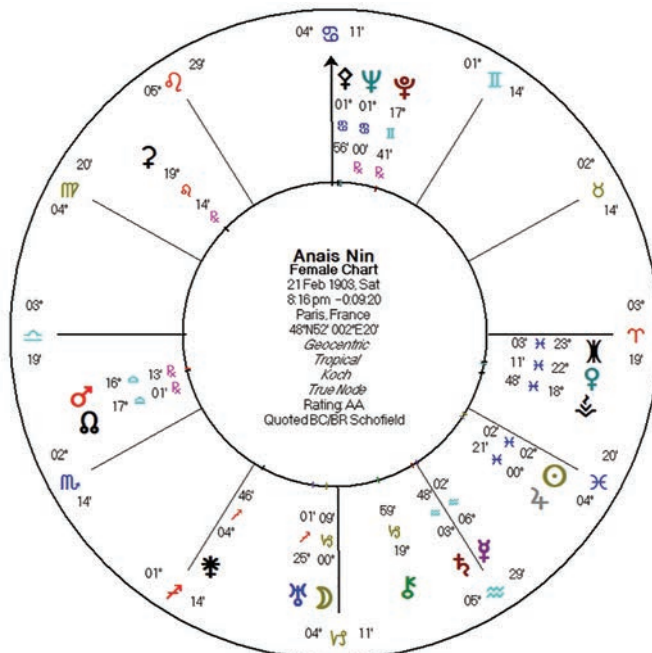 04° ♋ 11'
29' ♌ 05°
01° ♊ 14'
⚴ 01° ♋ 56'
♆ 01° ♋ 00' ℞
♇ 17° ♊ 41' ℞
⚳ 19° ♌ 14' ℞
20' ♍ 04°
02° ♉ 14'
Anais Nin
Female Chart
21 Feb 1903, Sat
8:16 pm -0:09:20
Paris, France
48°N52' 002°E20'
Geocentric
Tropical
Koch
True Node
Rating: AA
Quoted BC/BR Schofield
03° ♎ 19'
03° ♈ 19'
03' ♓ 23°
11' ♓ 22° ♀
48' ♓ 18° ⚶
♂ 16° ♎ 13' ℞
☊ 17° ♎ 01' ℞
02' ♓ 02° ☉
21' ♓ 00° ♃
02° ♏ 14'
20' ♓ 04°
46' ♐ 04° ⚵
01' ♐ 25° ♅
09' ♑ 00° ☽
59' ♑ 19° ⚷
48' ♒ 03° ♄
02' ♒ 06° ☿
01° ♐ 14'
29' ♒ 05°
04° ♑ 11'